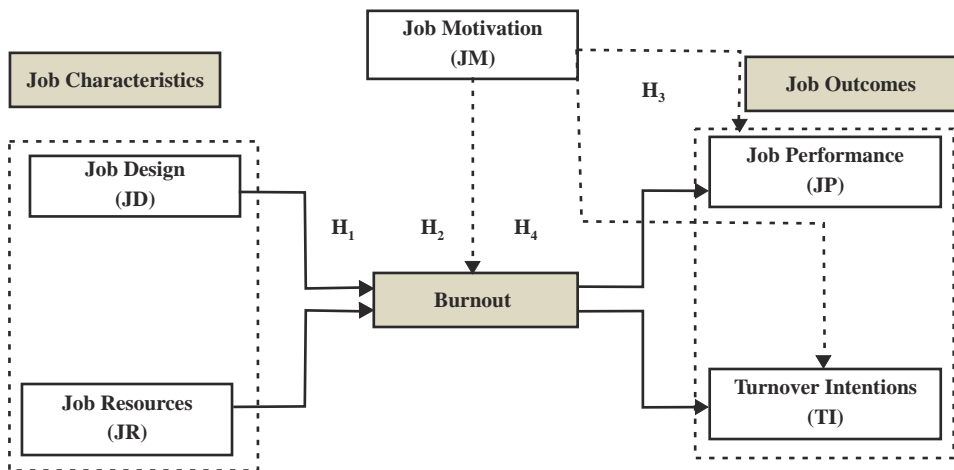 Job Motivation
(JM)
Job Characteristics
H₃
Job Outcomes
Job Design
(JD)
Job Performance
(JP)
H₁
H₂
H₄
Burnout
Job Resources
(JR)
Turnover Intentions
(TI)